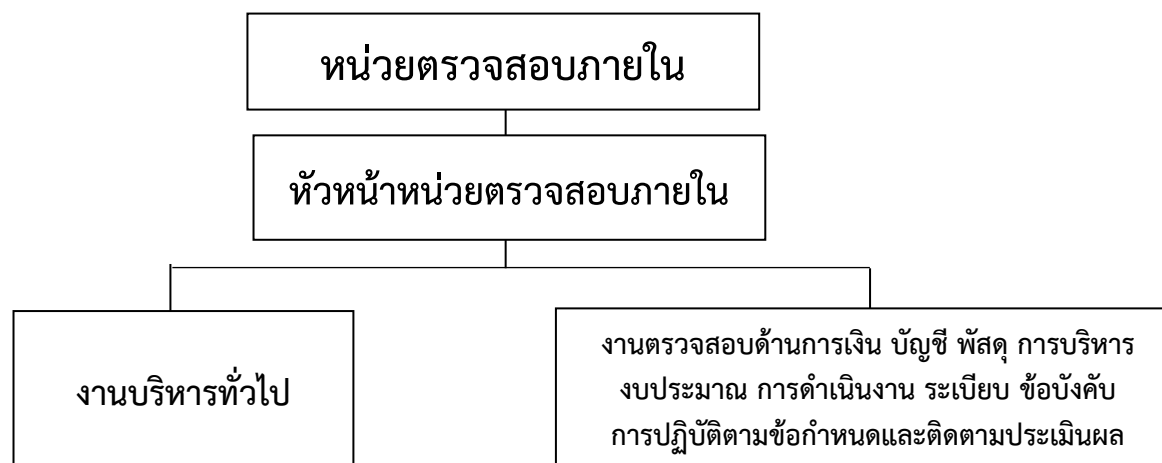 หน่วยตรวจสอบภายใน
หัวหน้าหน่วยตรวจสอบภายใน
งานบริหารทั่วไป
งานตรวจสอบด้านการเงิน บัญชี พัสดุ การบริหาร
งบประมาณ การดำเนินงาน ระเบียบ ข้อบังคับ
การปฏิบัติตามข้อกำหนดและติดตามประเมินผล